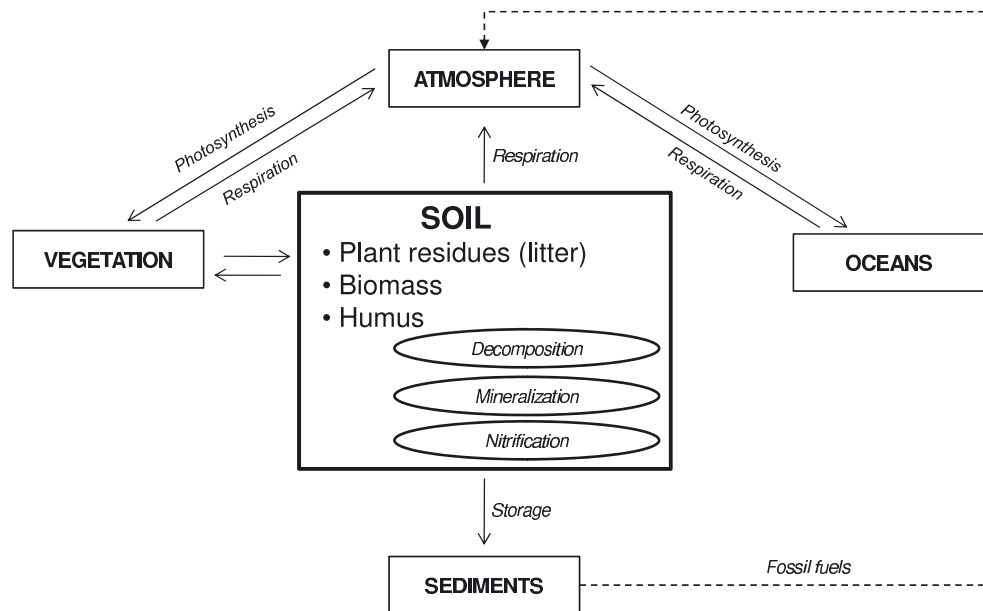 ATMOSPHERE
Photosynthesis
Respiration
Respiration
Photosynthesis
Respiration
VEGETATION
SOIL
• Plant residues (litter)
• Biomass
• Humus
Decomposition
Mineralization
Nitrification
OCEANS
Storage
SEDIMENTS
Fossil fuels